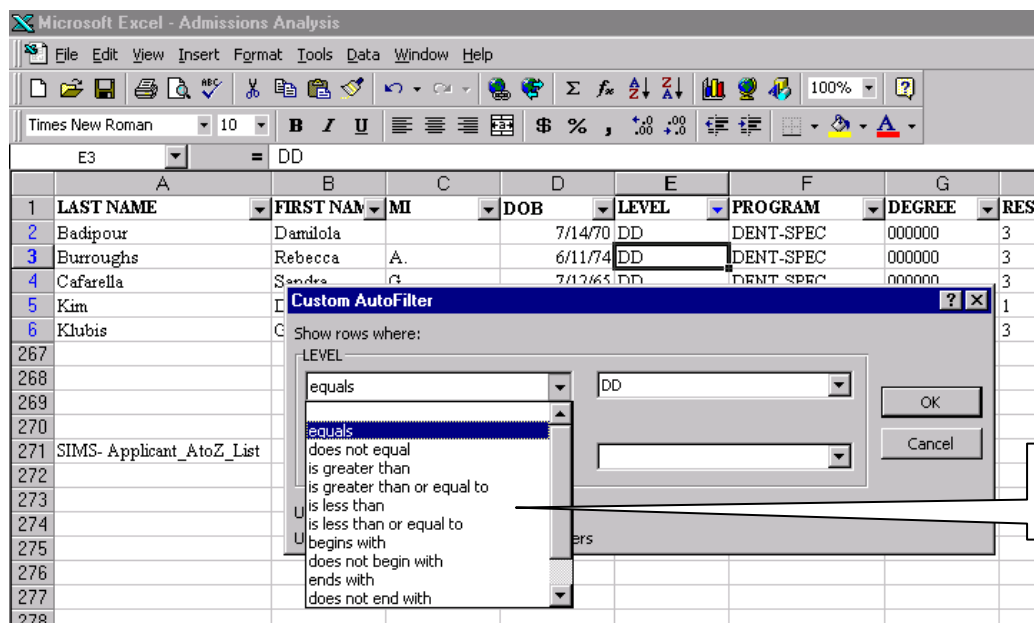 Microsoft Excel - Admissions Analysis
File Edit View Insert Format Tools Data Window Help
100%
Times New Roman 10 B I U $ % ,
E3 = DD
A B C D E F G
1 LAST NAME FIRST NAM MI DOB LEVEL PROGRAM DEGREE RES
2 Badipour Damilola 7/14/70 DD DENT-SPEC 000000 3
3 Burroughs Rebecca A. 6/11/74 DD DENT-SPEC 000000 3
4 Cafarella Sandra G. 7/12/65 DD DENT-SPEC 000000 3
5 Kim 1
6 Klubis G 3
Custom AutoFilter
Show rows where:
LEVEL
equals DD
OK
Cancel
equals
does not equal
is greater than
is greater than or equal to
is less than
is less than or equal to
begins with
does not begin with
ends with
does not end with
267
268
269
270
271 SIMS- Applicant_AtoZ_List
272
273
274
275
276
277
278